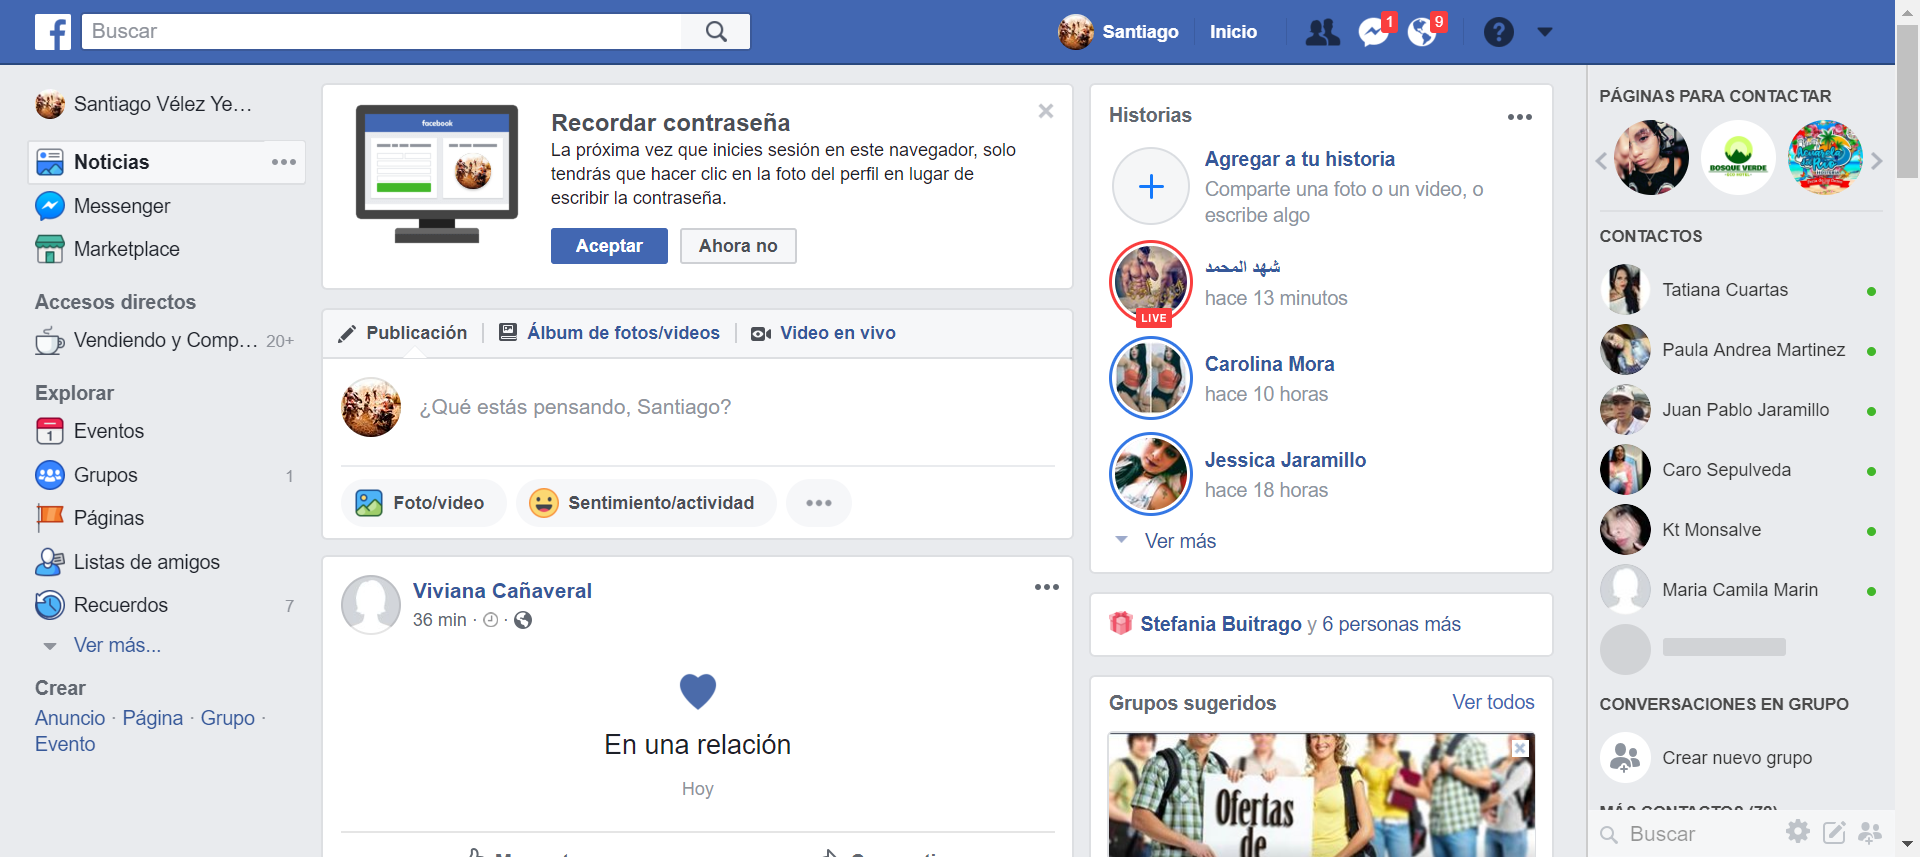 Buscar
Santiago
Inicio
1
9
Santiago Vélez Ye...
Noticias
Messenger
Marketplace
Accesos directos
Vendiendo y Comp... 20+
Explorar
1
Eventos
Grupos 1
Páginas
Listas de amigos
Recuerdos 7
Ver más...
Crear
Anuncio · Página · Grupo ·
Evento
facebook
Recordar contraseña
La próxima vez que inicies sesión en este navegador, solo
tendrás que hacer clic en la foto del perfil en lugar de
escribir la contraseña.
Aceptar
Ahora no
Publicación
Álbum de fotos/videos
Video en vivo
¿Qué estás pensando, Santiago?
Foto/video
Sentimiento/actividad
Viviana Cañaveral
36 min ·
En una relación
Hoy
Historias
Agregar a tu historia
Comparte una foto o un video, o
escribe algo
شهد المحمد
hace 13 minutos
LIVE
Carolina Mora
hace 10 horas
Jessica Jaramillo
hace 18 horas
Ver más
Stefania Buitrago y 6 personas más
Grupos sugeridos
Ver todos
Ofertas
de
PÁGINAS PARA CONTACTAR
BOSQUE VERDE
CONTACTOS
Tatiana Cuartas
Paula Andrea Martinez
Juan Pablo Jaramillo
Caro Sepulveda
Kt Monsalve
Maria Camila Marin
CONVERSACIONES EN GRUPO
Crear nuevo grupo
Buscar